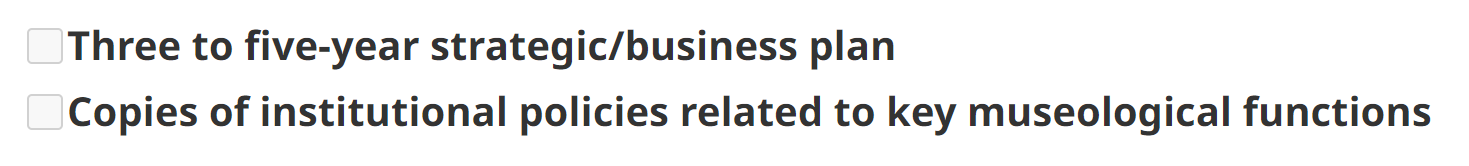 Three to five-year strategic/business plan
Copies of institutional policies related to key museological functions